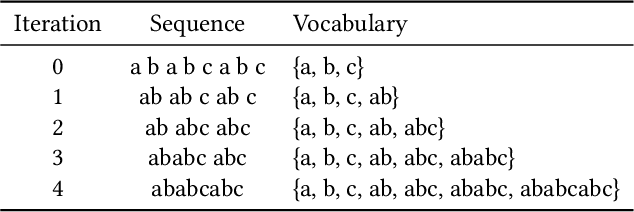 Iteration Sequence Vocabulary
0 a b a b c a b c {a, b, c}
1 ab ab c ab c {a, b, c, ab}
2 ab abc abc {a, b, c, ab, abc}
3 ababc abc {a, b, c, ab, abc, ababc}
4 ababcabc {a, b, c, ab, abc, ababc, ababcabc}